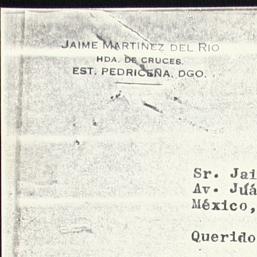 JAIME MARTINEZ DEL RIO
HDA. DE CRUCES.
EST. PEDRICEÑA, DGO.
Sr. Jai
Av. Juá
México,
Querido